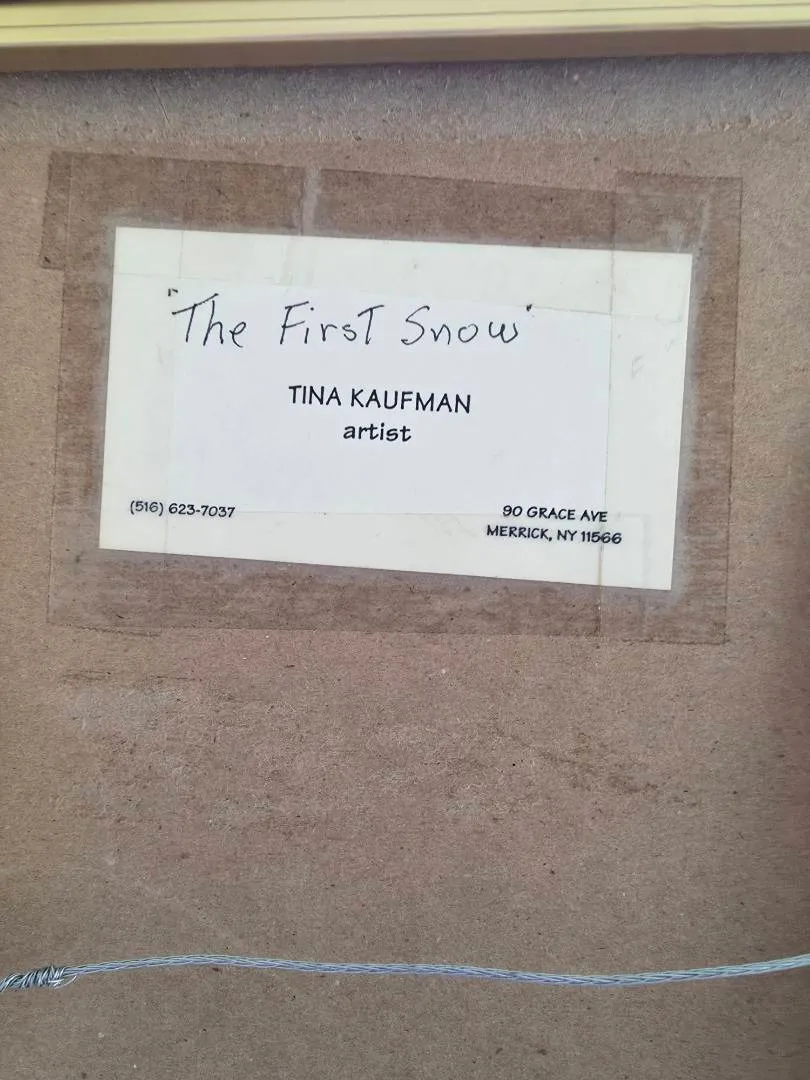 "The First Snow"
TINA KAUFMAN
artist
(516) 623-7037
90 GRACE AVE
MERRICK, NY 11566